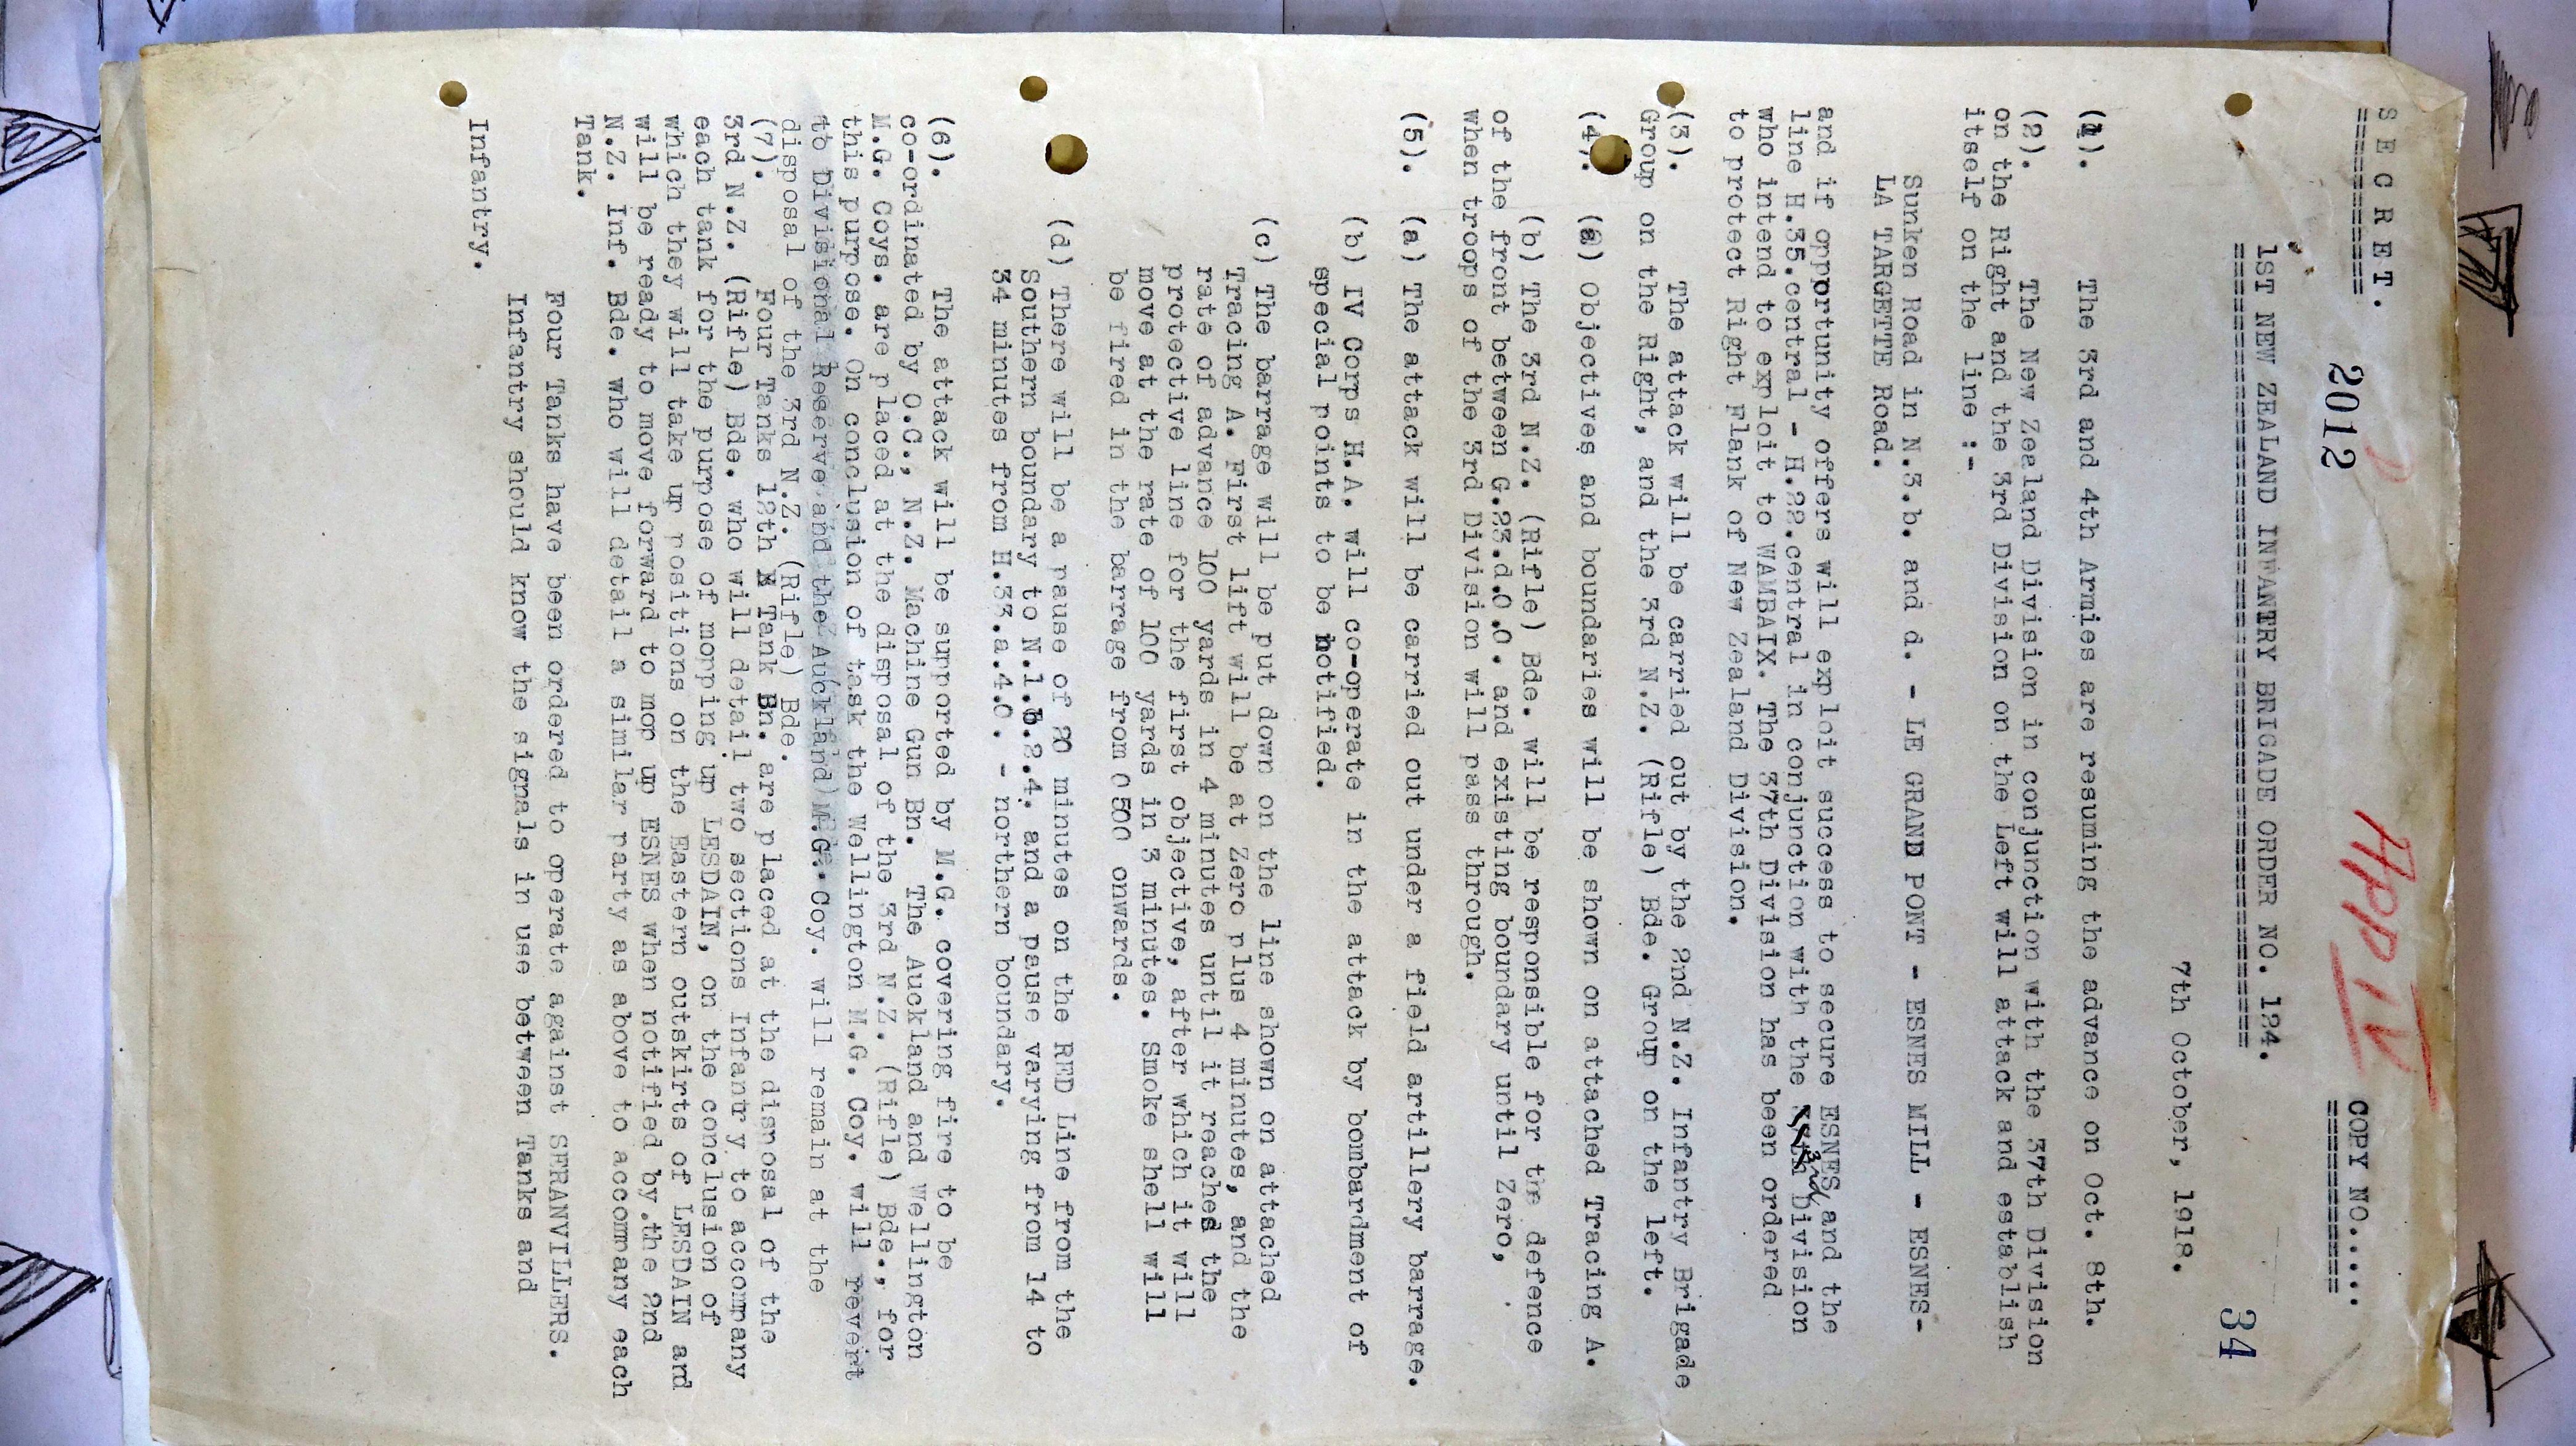 S E C R E T.
2012
APP IV
COPY NO......
34
1ST NEW ZEALAND INFANTRY BRIGADE ORDER NO. 124.
7th October, 1918.
(1). The 3rd and 4th Armies are resuming the advance on Oct. 8th.
(2). The New Zealand Division in conjunction with the 37th Division
on the Right and the 3rd Division on the Left will attack and establish
itself on the line :-
Sunken Road in N.3.b. and d. - LE GRAND PONT - ESNES MILL - ESNES-
LA TARGETTE Road.
and if opportunity offers will exploit success to secure ESNES and the
line H.35.central - H.22.central in conjunction with the 3rd Division
who intend to exploit to WAMBAIX. The 37th Division has been ordered
to protect Right Flank of New Zealand Division.
(3). The attack will be carried out by the 2nd N.Z. Infantry Brigade
Group on the Right, and the 3rd N.Z. (Rifle) Bde. Group on the left.
(4). (a) Objectives and boundaries will be shown on attached Tracing A.
(b) The 3rd N.Z. (Rifle) Bde. will be responsible for the defence
of the front between G.23.d.0.0. and existing boundary until Zero,
when troops of the 3rd Division will pass through.
(5). (a) The attack will be carried out under a field artillery barrage.
(b) IV Corps H.A. will co-operate in the attack by bombardment of
special points to be notified.
(c) The barrage will be put down on the line shown on attached
Tracing A. First lift will be at Zero plus 4 minutes, and the
rate of advance 100 yards in 4 minutes until it reaches the
protective line for the first objective, after which it will
move at the rate of 100 yards in 3 minutes. Smoke shell will
be fired in the barrage from 0500 onwards.
(d) There will be a pause of 20 minutes on the RED Line from the
Southern boundary to N.1.b.2.4. and a pause varying from 14 to
34 minutes from H.33.a.4.0. - northern boundary.
(6). The attack will be supported by M.G. covering fire to be
co-ordinated by O.C., N.Z. Machine Gun Bn. The Auckland and Wellington
M.G. Coys. are placed at the disposal of the 3rd N.Z. (Rifle) Bde., for
this purpose. On conclusion of task the Wellington M.G. Coy. will revert
to Divisional Reserve and the Auckland M.G. Coy. will remain at the
disposal of the 3rd N.Z. (Rifle) Bde.
(7). Four Tanks 12th Tank Bn. are placed at the disposal of the
3rd N.Z. (Rifle) Bde. who will detail two sections Infantry to accompany
each tank for the purpose of mopping up LESDAIN, on the conclusion of
which they will take up positions on the Eastern outskirts of LESDAIN and
will be ready to move forward to mop up ESNES when notified by the 2nd
N.Z. Inf. Bde. who will detail a similar party as above to accompany each
Tank.
Four Tanks have been ordered to operate against SERANVILLERS.
Infantry should know the signals in use between Tanks and
Infantry.